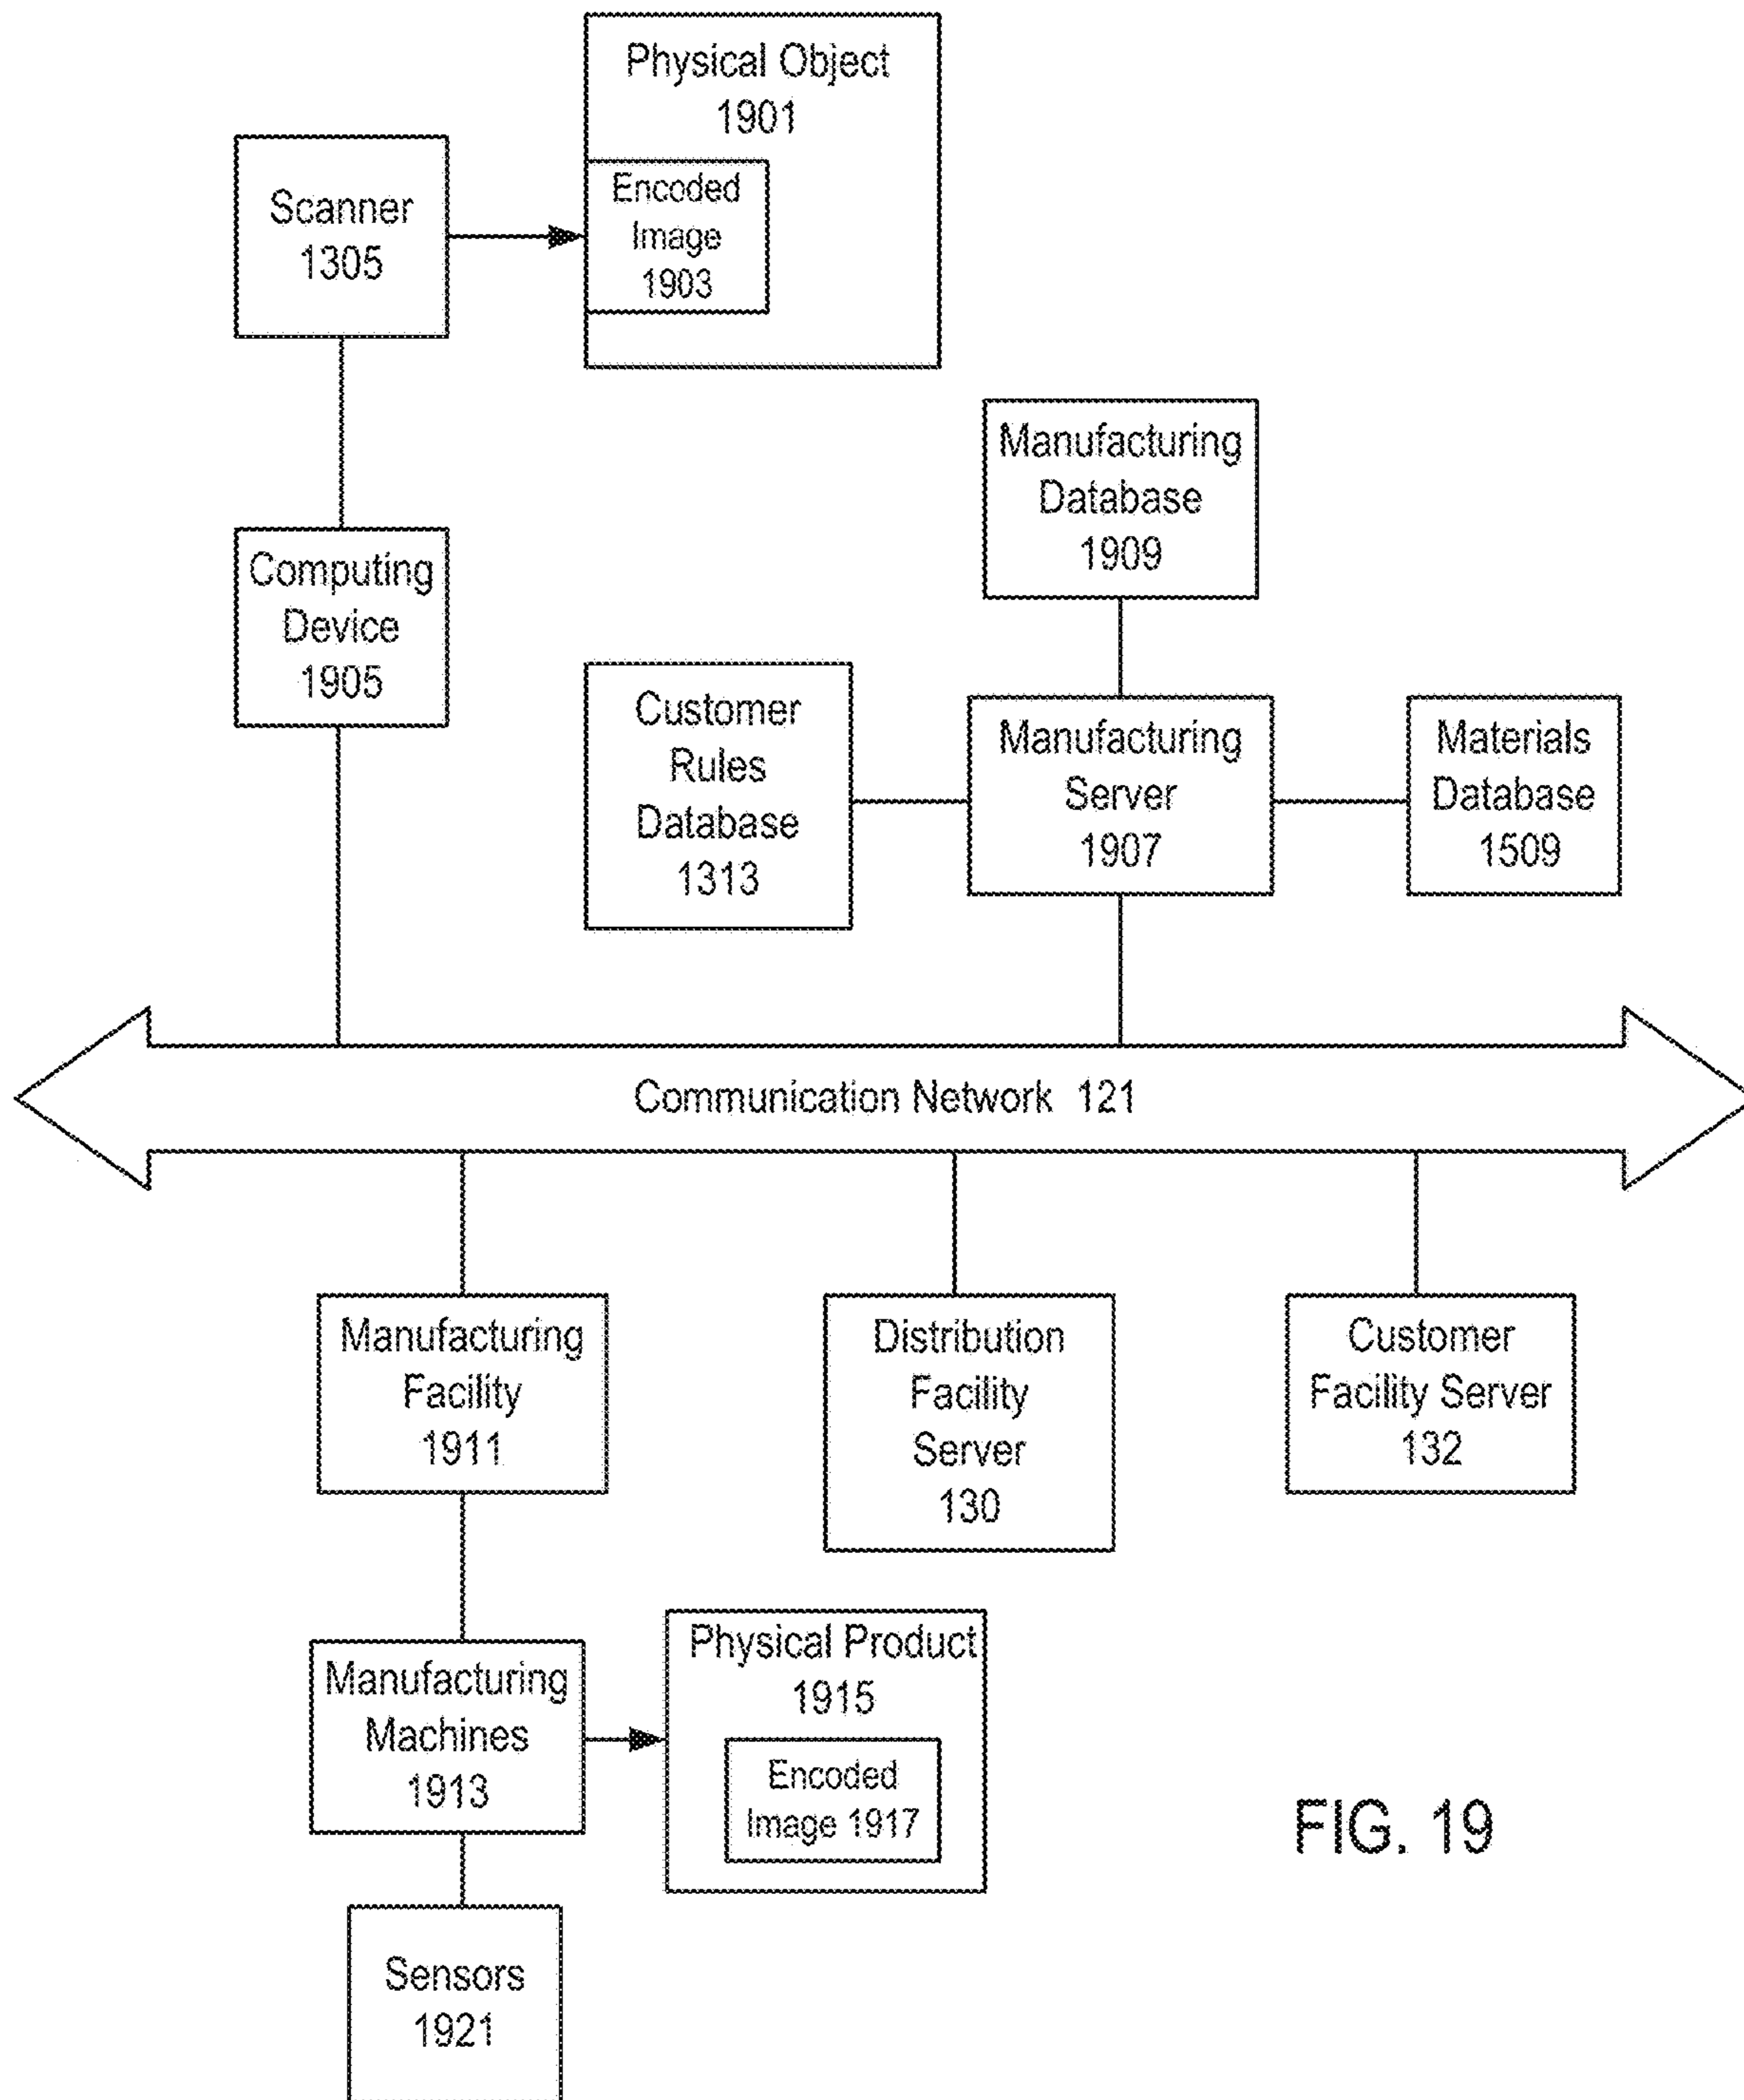 Physical Object
1901
Encoded
Image
1903
Scanner
1305
Manufacturing
Database
1909
Computing
Device
1905
Customer
Rules
Database
1313
Manufacturing
Server
1907
Materials
Database
1509
Communication Network 121
Manufacturing
Facility
1911
Distribution
Facility
Server
130
Customer
Facility Server
132
Manufacturing
Machines
1913
Physical Product
1915
Encoded
Image 1917
Sensors
1921
FIG. 19